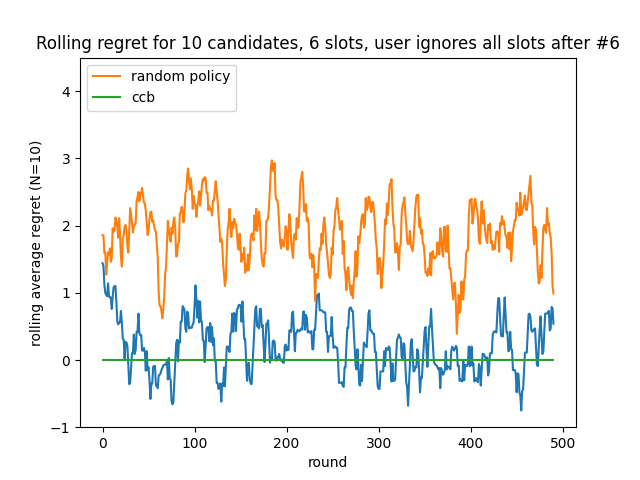 Rolling regret for 10 candidates, 6 slots, user ignores all slots after #6
random policy
ccb
rolling average regret (N=10)
4
3
2
1
0
−1
0 100 200 300 400 500
round